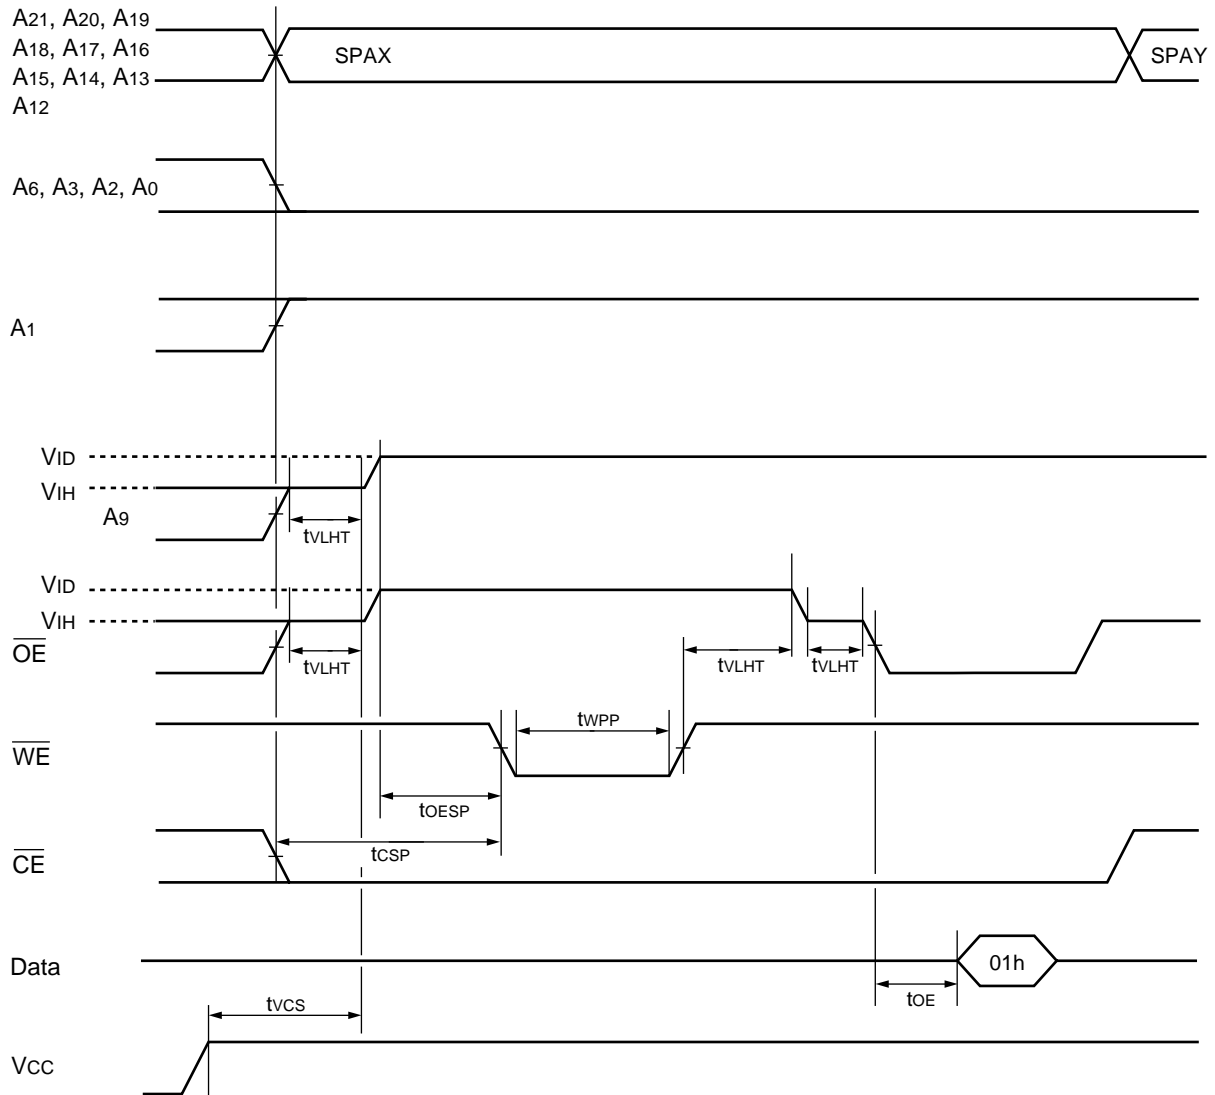 A21, A20, A19
A18, A17, A16
A15, A14, A13
A12
SPAX
SPAY
A6, A3, A2, A0
A1
VID
VIH
A9
tVLHT
VID
VIH
OE
tVLHT
tVLHT
tVLHT
WE
tWPP
tOESP
CE
tCSP
Data
01h
tOE
tVCS
VCC